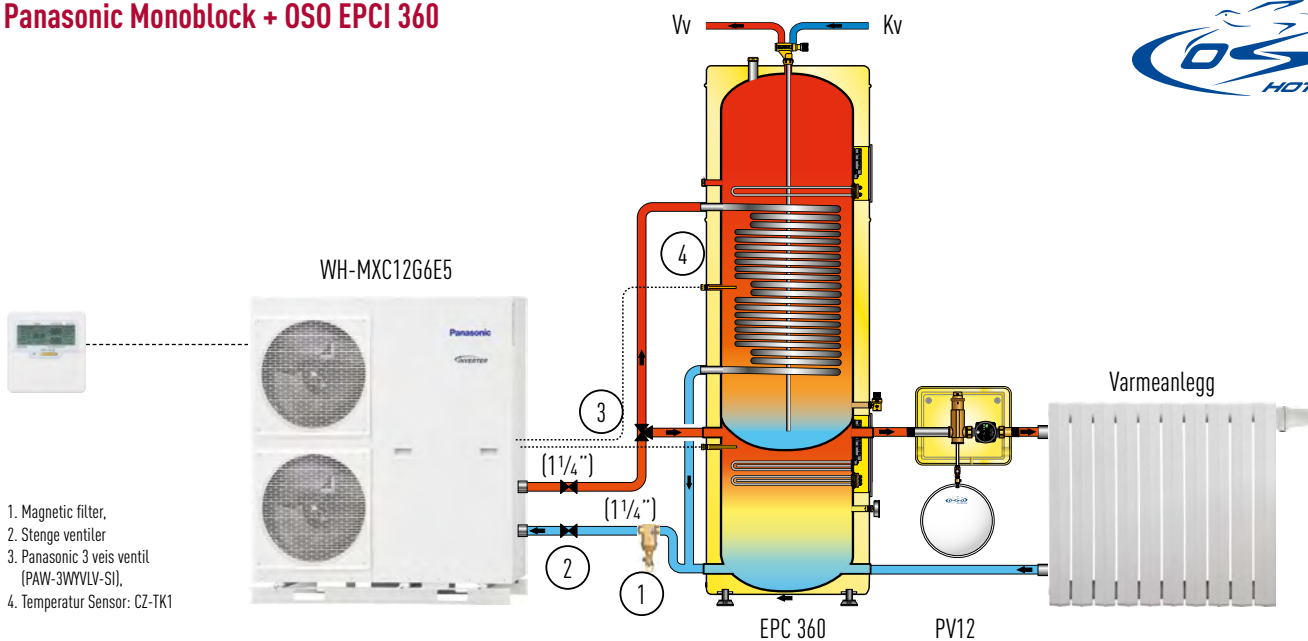 Panasonic Monoblock + OSO EPCI 360
Vv
Kv
OSO
HOT
WH-MXC12G6E5
Panasonic
INVERTER
4
3
(1¼")
(1¼")
2
1
Varmeanlegg
1. Magnetic filter,
2. Stenge ventiler
3. Panasonic 3 veis ventil
(PAW-3WYVLV-SI),
4. Temperatur Sensor: CZ-TK1
EPC 360
PV12